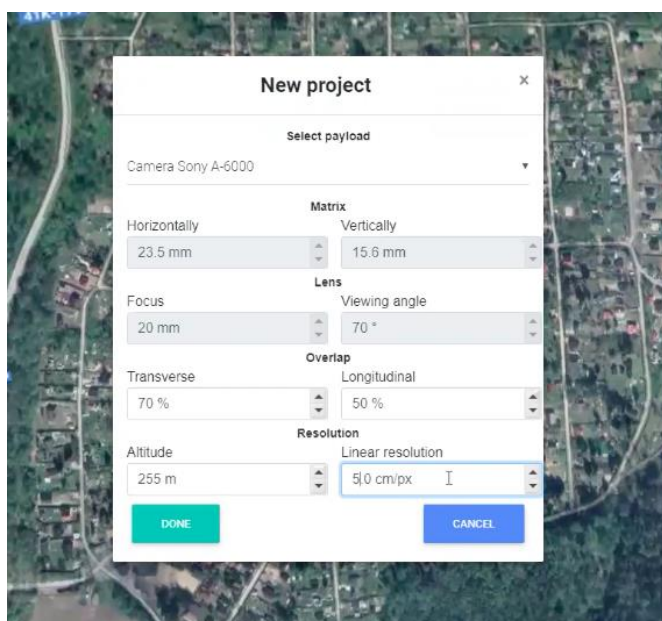 New project ×
Select payload
Camera Sony A-6000
Matrix
Horizontally Vertically
23.5 mm 15.6 mm
Lens
Focus Viewing angle
20 mm 70 °
Overlap
Transverse Longitudinal
70 % 50 %
Resolution
Altitude Linear resolution
255 m 5.0 cm/px
DONE CANCEL